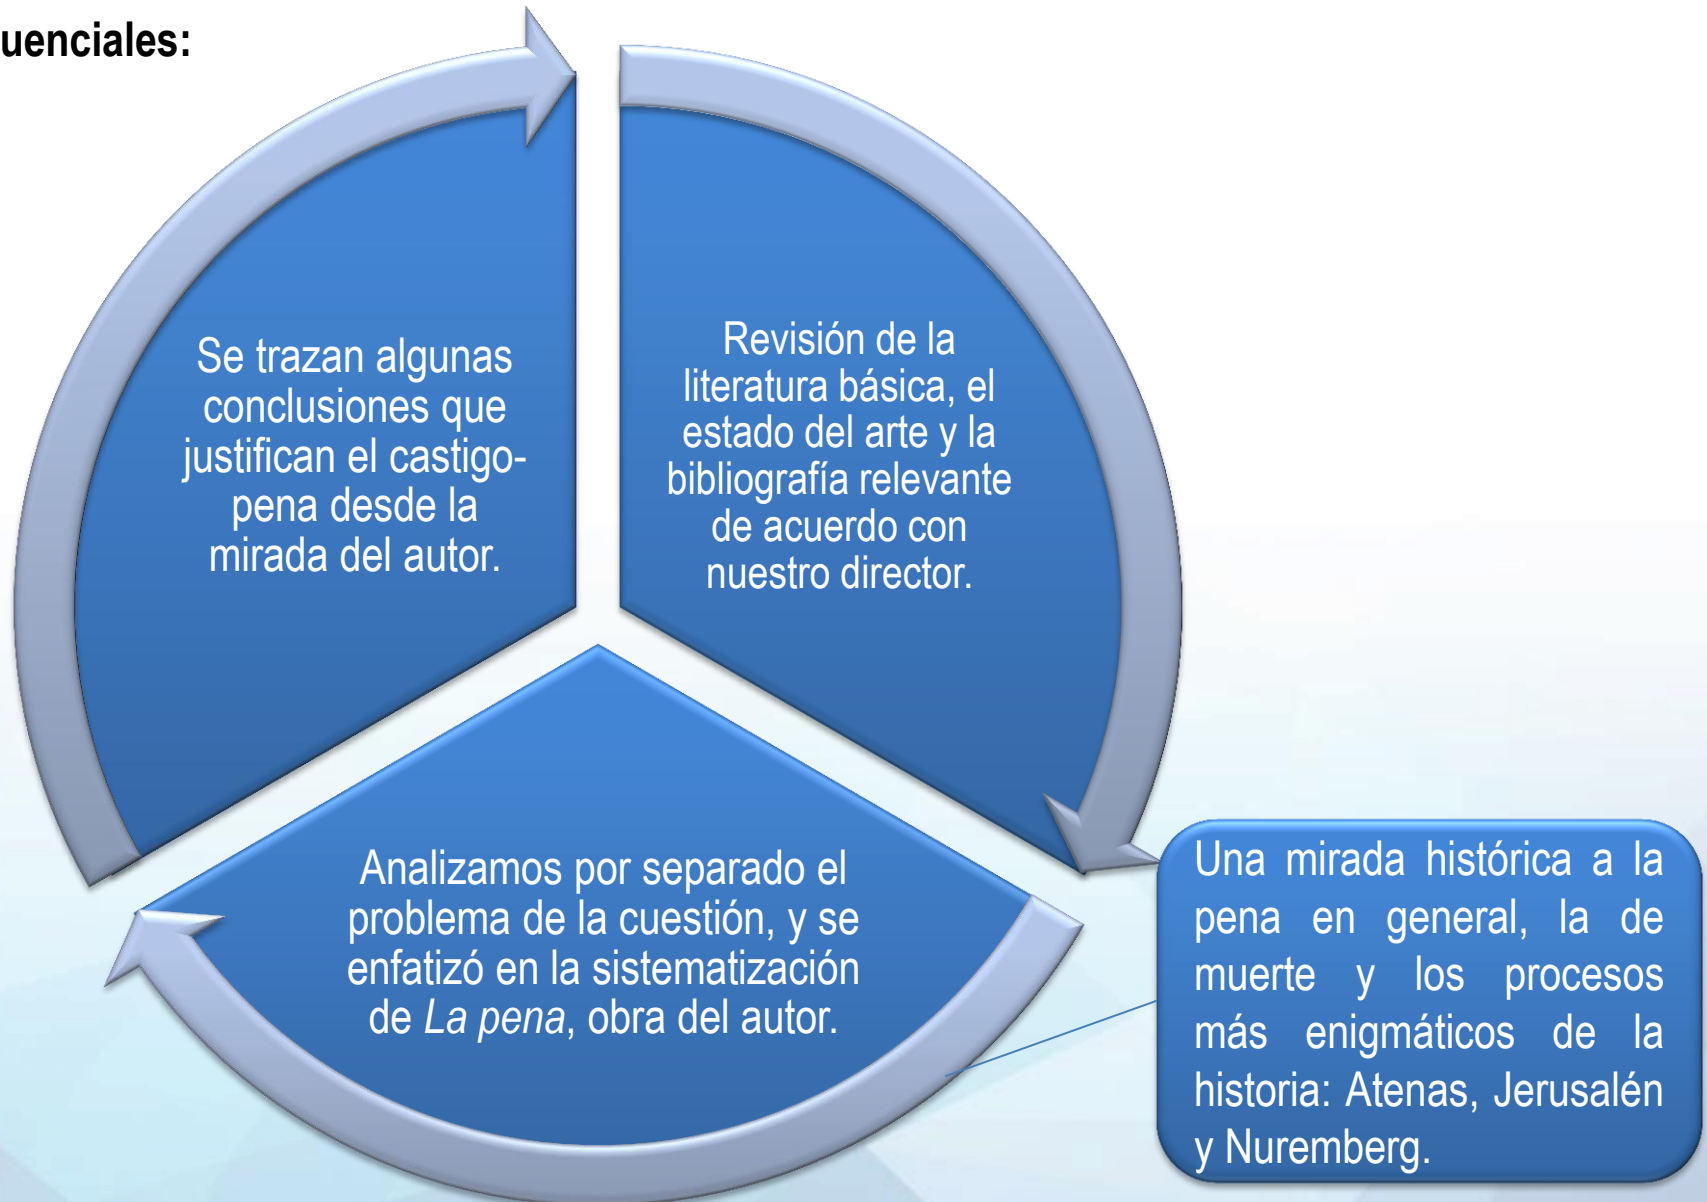 uenciales:
Revisión de la
literatura básica, el
estado del arte y la
bibliografía relevante
de acuerdo con
nuestro director.
Analizamos por separado el
problema de la cuestión, y se
enfatizó en la sistematización
de La pena, obra del autor.
Se trazan algunas
conclusiones que
justifican el castigo-
pena desde la
mirada del autor.
Una mirada histórica a la
pena en general, la de
muerte y los procesos
más enigmáticos de la
historia: Atenas, Jerusalén
y Nuremberg.